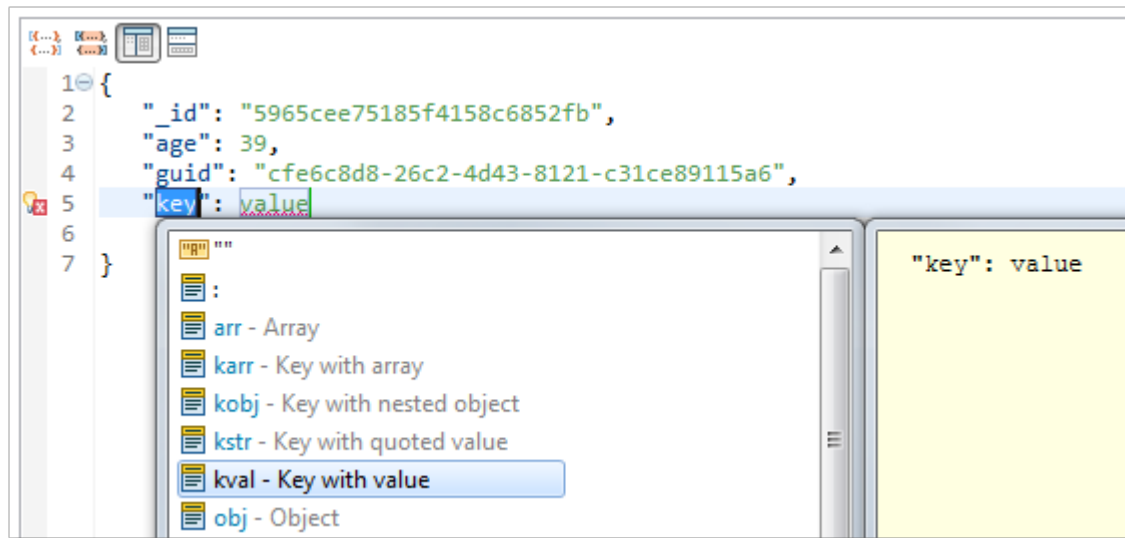 1 {
2 "_id": "5965cee75185f4158c6852fb",
3 "age": 39,
4 "guid": "cfe6c8d8-26c2-4d43-8121-c31ce89115a6",
5 "key": value
6
7 }
"A" ""
:
arr - Array
karr - Key with array
kobj - Key with nested object
kstr - Key with quoted value
kval - Key with value
obj - Object
"key": value